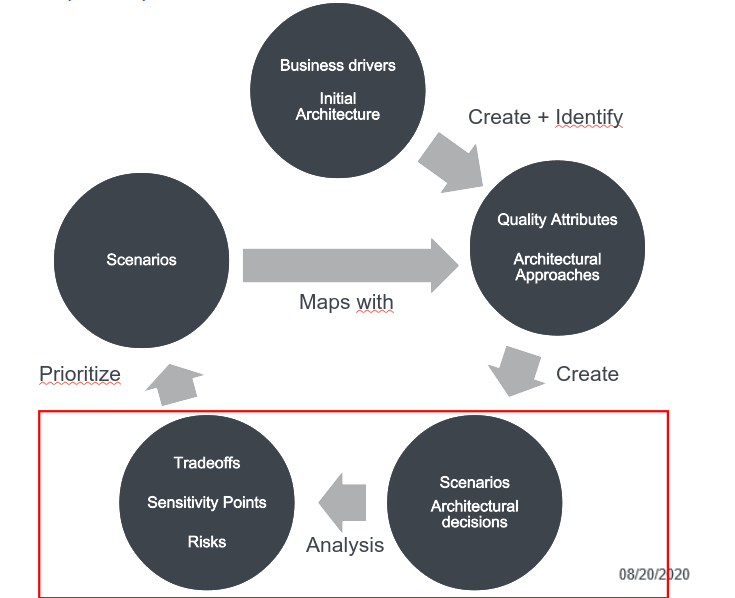 Business drivers
Initial
Architecture
Create + Identify
Quality Attributes
Architectural
Approaches
Scenarios
Maps with
Prioritize
Create
Tradeoffs
Sensitivity Points
Risks
Analysis
Scenarios
Architectural
decisions
08/20/2020